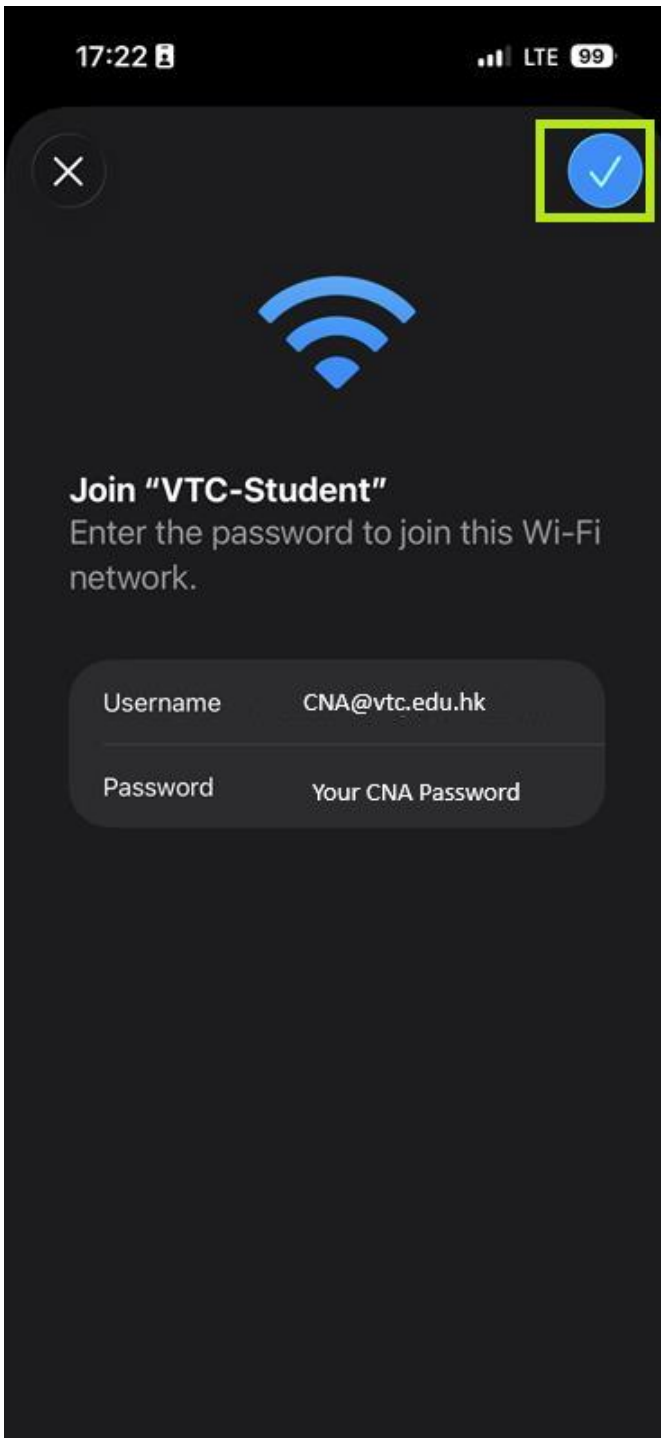 17:22 LTE 99
Join “VTC-Student”
Enter the password to join this Wi-Fi
network.
Username CNA@vtc.edu.hk
Password Your CNA Password